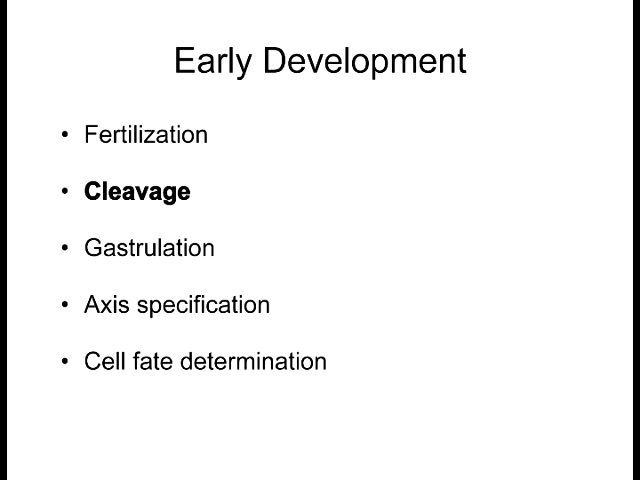 Early Development
• Fertilization
• Cleavage
• Gastrulation
• Axis specification
• Cell fate determination